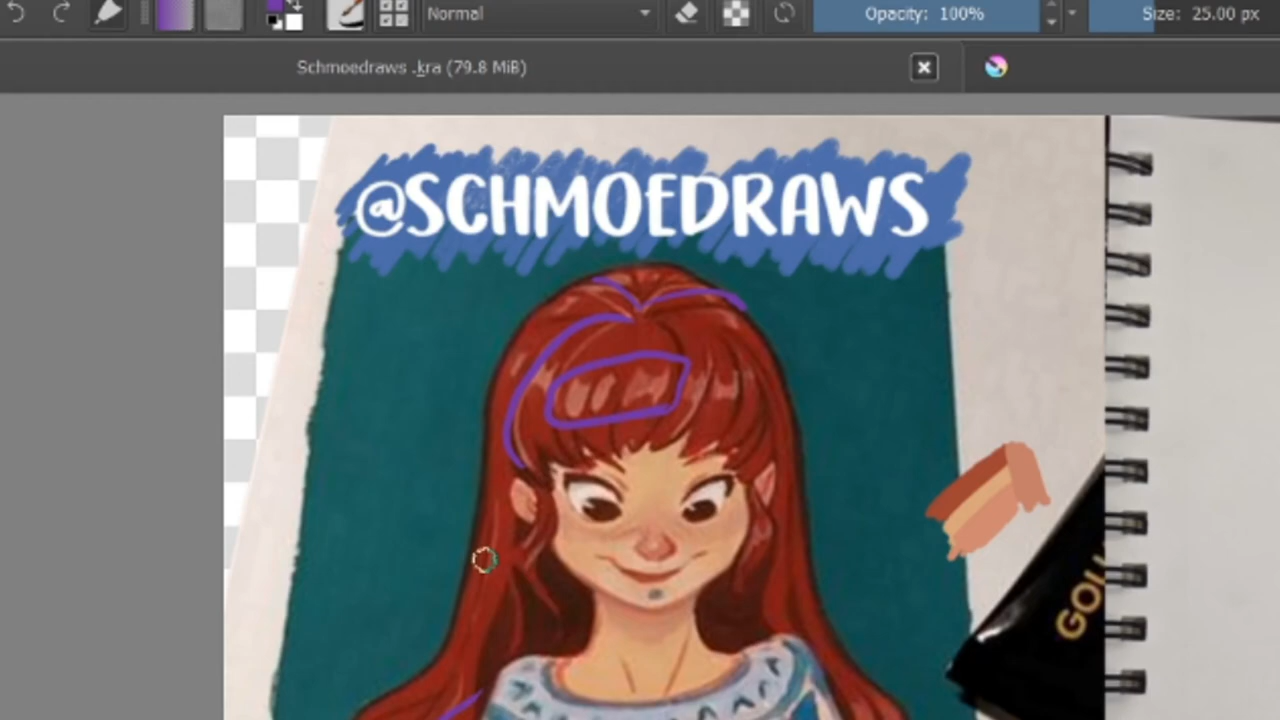 Normal
Opacity: 100%
Size: 25.00 px
Schmoedraws .kra (79.8 MiB)
@SCHMOEDRAWS